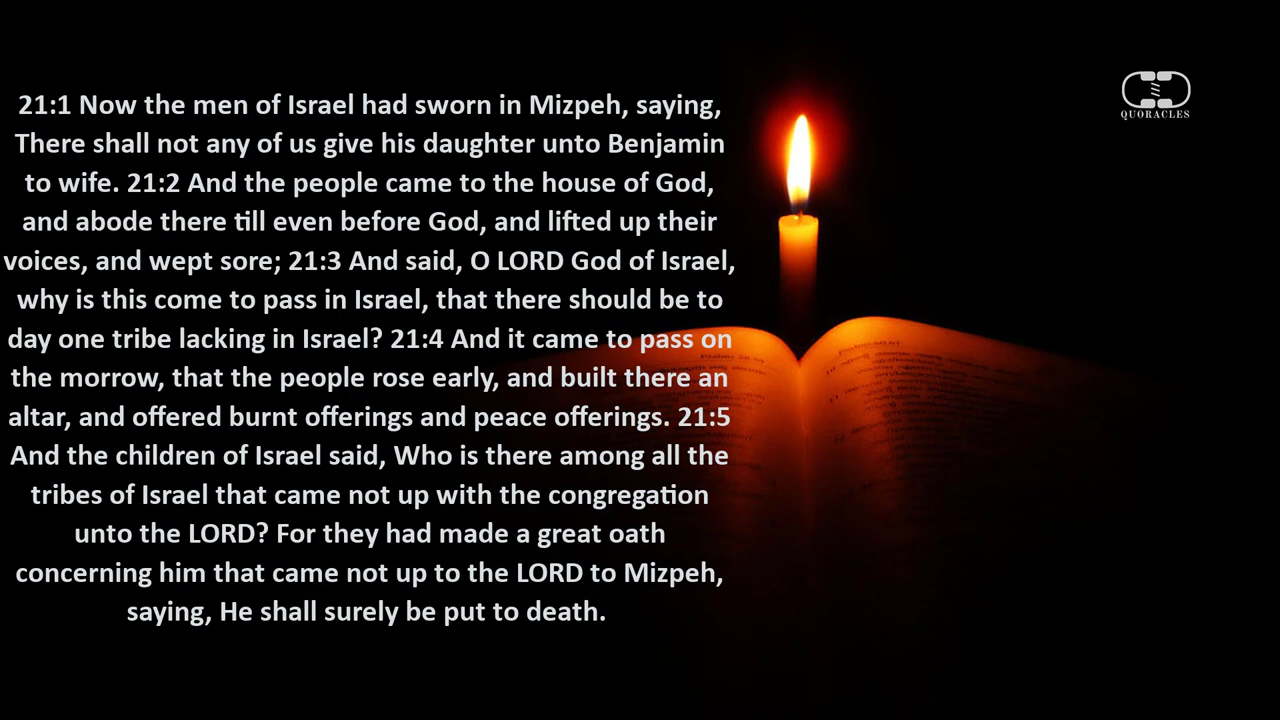 21:1 Now the men of Israel had sworn in Mizpeh, saying,
There shall not any of us give his daughter unto Benjamin
to wife. 21:2 And the people came to the house of God,
and abode there till even before God, and lifted up their
voices, and wept sore; 21:3 And said, O LORD God of Israel,
why is this come to pass in Israel, that there should be to
day one tribe lacking in Israel? 21:4 And it came to pass on
the morrow, that the people rose early, and built there an
altar, and offered burnt offerings and peace offerings. 21:5
And the children of Israel said, Who is there among all the
tribes of Israel that came not up with the congregation
unto the LORD? For they had made a great oath
concerning him that came not up to the LORD to Mizpeh,
saying, He shall surely be put to death.
QUORACLES